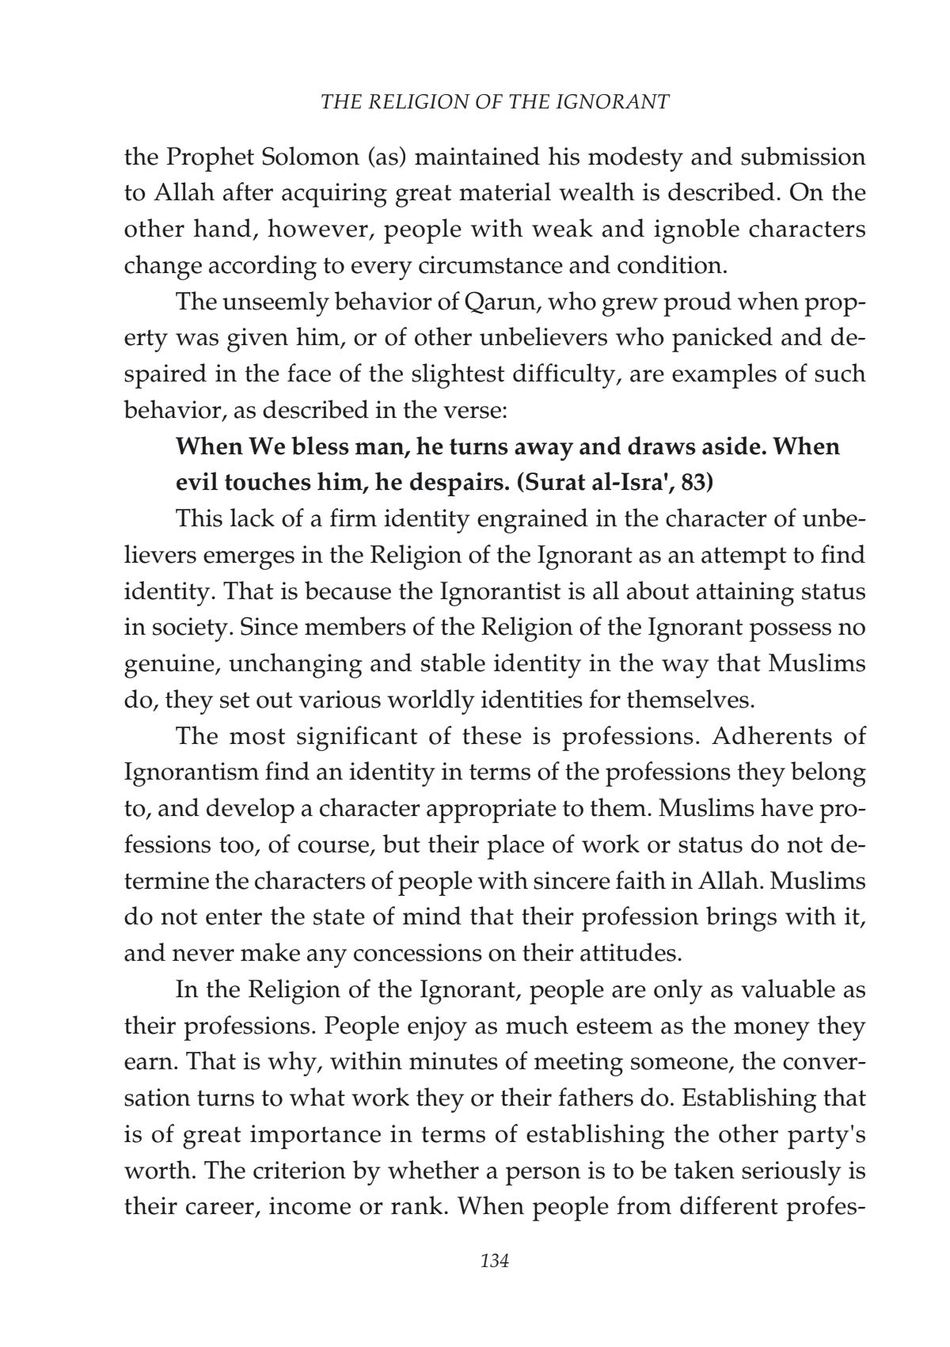 THE RELIGION OF THE IGNORANT
the Prophet Solomon (as) maintained his modesty and submission
to Allah after acquiring great material wealth is described. On the
other hand, however, people with weak and ignoble characters
change according to every circumstance and condition.
The unseemly behavior of Qarun, who grew proud when prop-
erty was given him, or of other unbelievers who panicked and de-
spaired in the face of the slightest difficulty, are examples of such
behavior, as described in the verse:
When We bless man, he turns away and draws aside. When
evil touches him, he despairs. (Surat al-Isra', 83)
This lack of a firm identity engrained in the character of unbe-
lievers emerges in the Religion of the Ignorant as an attempt to find
identity. That is because the Ignorantist is all about attaining status
in society. Since members of the Religion of the Ignorant possess no
genuine, unchanging and stable identity in the way that Muslims
do, they set out various worldly identities for themselves.
The most significant of these is professions. Adherents of
Ignorantism find an identity in terms of the professions they belong
to, and develop a character appropriate to them. Muslims have pro-
fessions too, of course, but their place of work or status do not de-
termine the characters of people with sincere faith in Allah. Muslims
do not enter the state of mind that their profession brings with it,
and never make any concessions on their attitudes.
In the Religion of the Ignorant, people are only as valuable as
their professions. People enjoy as much esteem as the money they
earn. That is why, within minutes of meeting someone, the conver-
sation turns to what work they or their fathers do. Establishing that
is of great importance in terms of establishing the other party's
worth. The criterion by whether a person is to be taken seriously is
their career, income or rank. When people from different profes-
134